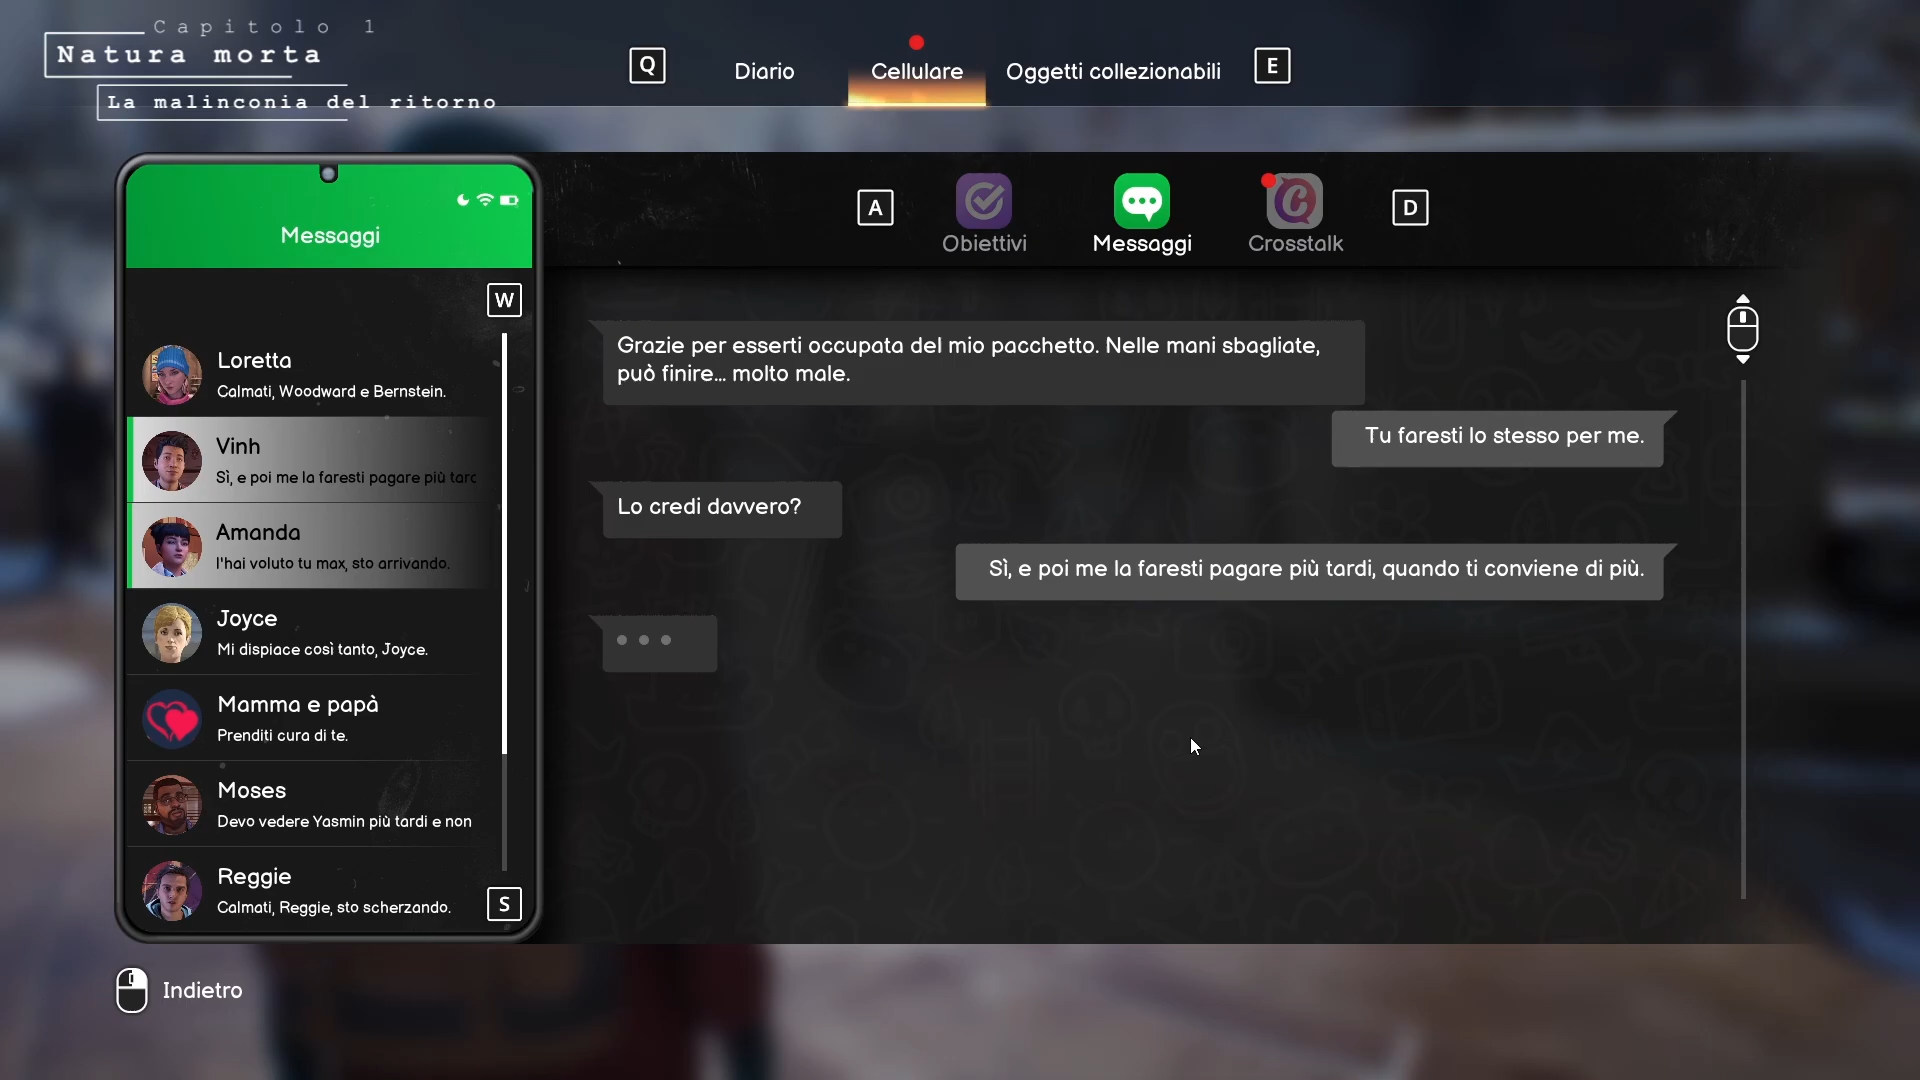 Capitolo 1
Natura morta
La malinconia del ritorno
Q
Diario
Cellulare
Oggetti collezionabili
E
Messaggi
A
Obiettivi
Messaggi
Crosstalk
D
W
Loretta
Calmati, Woodward e Bernstein.
Vinh
Sì, e poi me la faresti pagare più tard
Amanda
l'hai voluto tu max, sto arrivando.
Joyce
Mi dispiace così tanto, Joyce.
Mamma e papà
Prenditi cura di te.
Moses
Devo vedere Yasmin più tardi e non
Reggie
Calmati, Reggie, sto scherzando.
S
Grazie per esserti occupata del mio pacchetto. Nelle mani sbagliate,
può finire... molto male.
Tu faresti lo stesso per me.
Lo credi davvero?
Sì, e poi me la faresti pagare più tardi, quando ti conviene di più.
Indietro